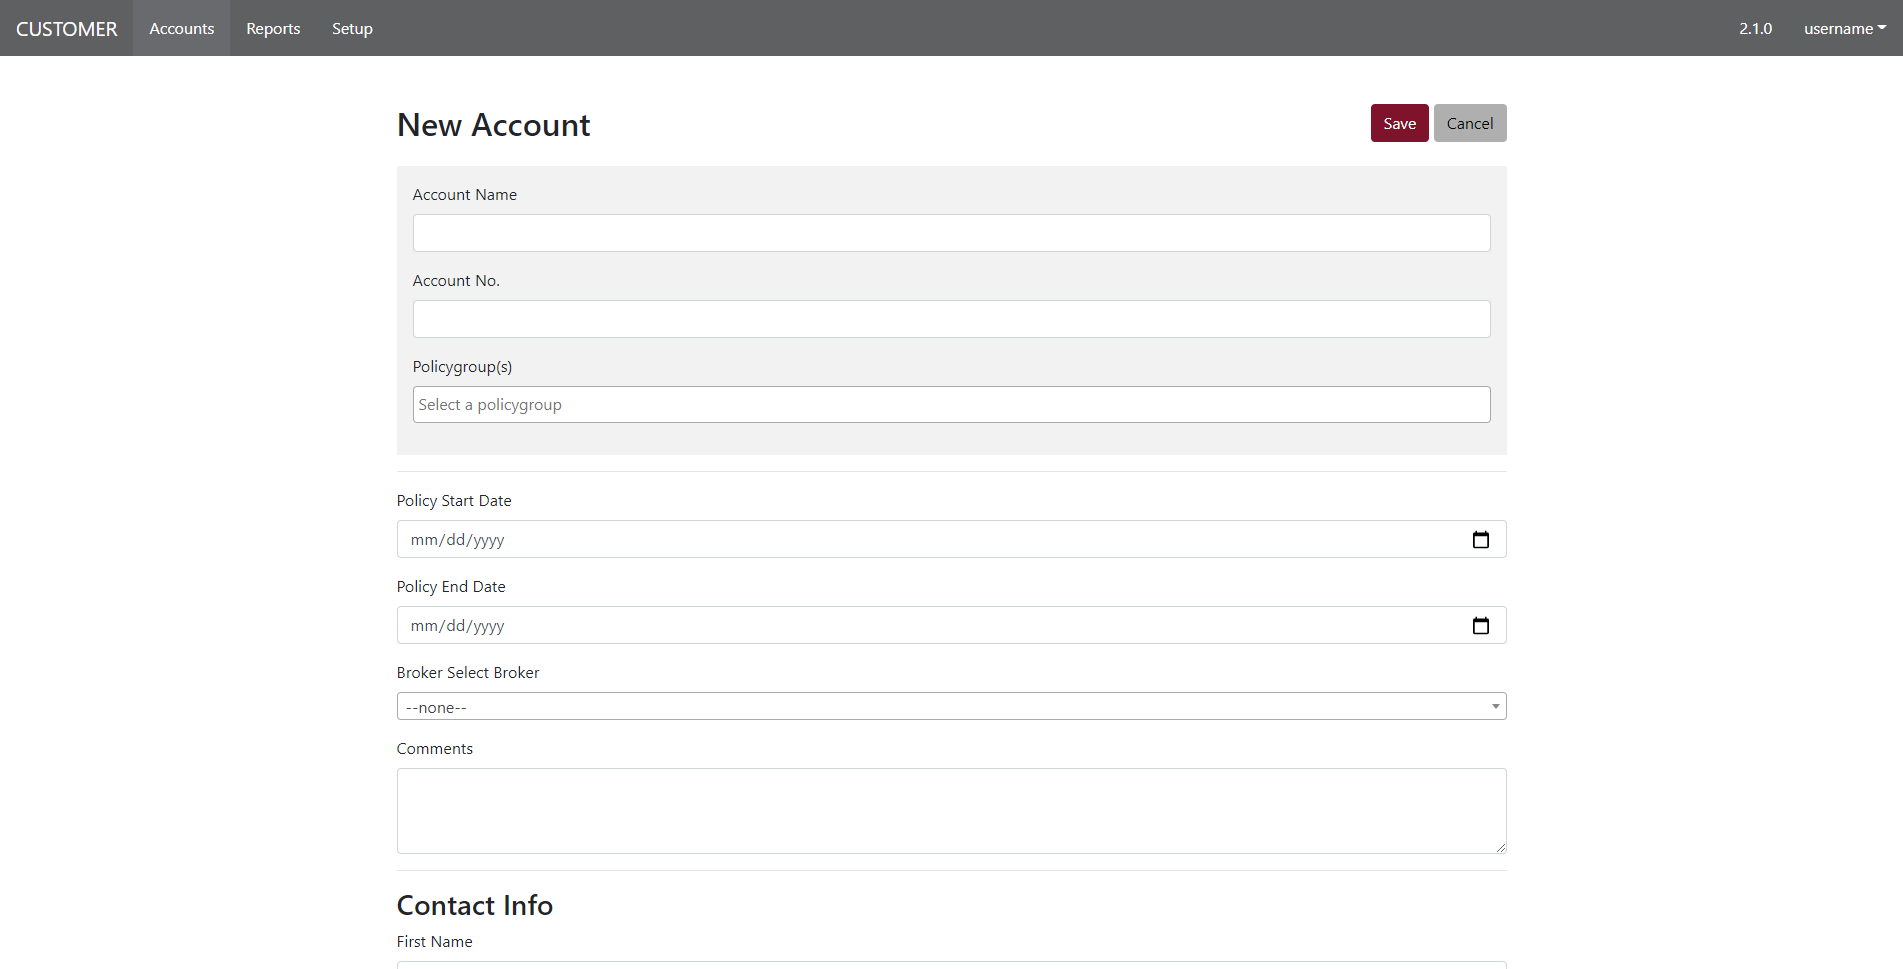 CUSTOMER Accounts Reports Setup 2.1.0 username
New Account Save Cancel
Account Name
Account No.
Policygroup(s)
Select a policygroup
Policy Start Date
mm/dd/yyyy
Policy End Date
mm/dd/yyyy
Broker Select Broker
--none--
Comments
Contact Info
First Name